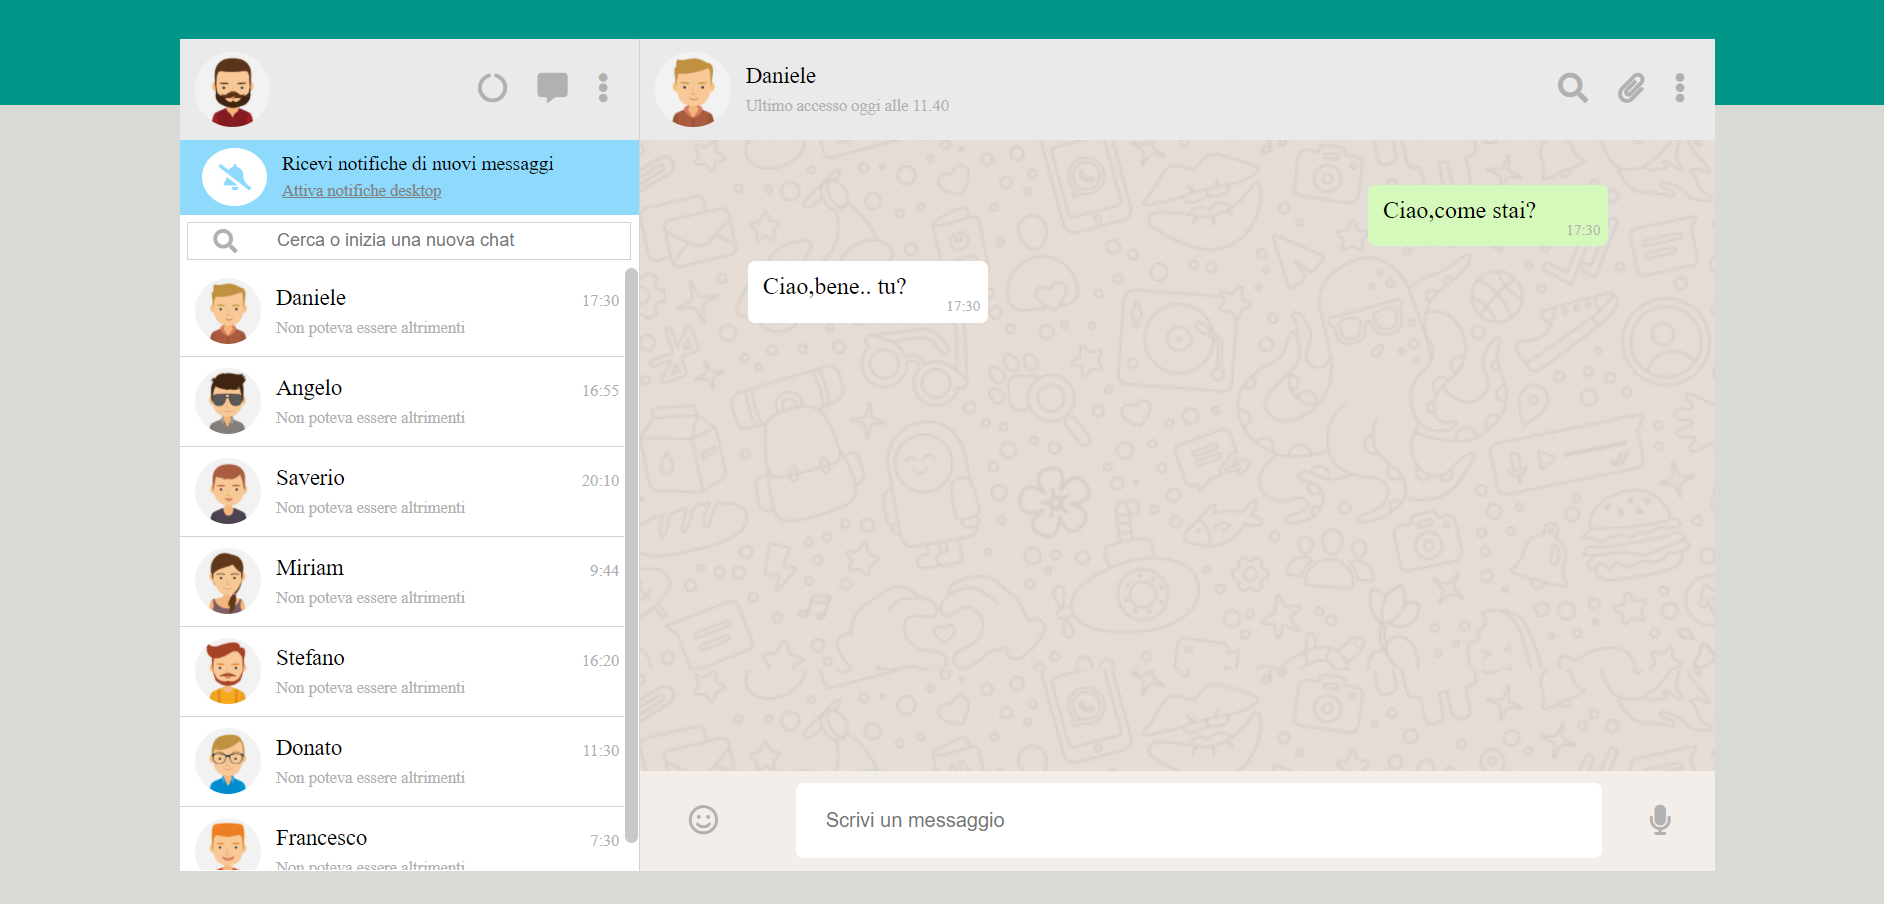 Daniele
Ultimo accesso oggi alle 11.40
Ricevi notifiche di nuovi messaggi
Attiva notifiche desktop
Cerca o inizia una nuova chat
Daniele 17:30
Non poteva essere altrimenti
Angelo 16:55
Non poteva essere altrimenti
Saverio 20:10
Non poteva essere altrimenti
Miriam 9:44
Non poteva essere altrimenti
Stefano 16:20
Non poteva essere altrimenti
Donato 11:30
Non poteva essere altrimenti
Francesco 7:30
Non poteva essere altrimenti
Ciao,come stai?
17:30
Ciao,bene.. tu?
17:30
Scrivi un messaggio